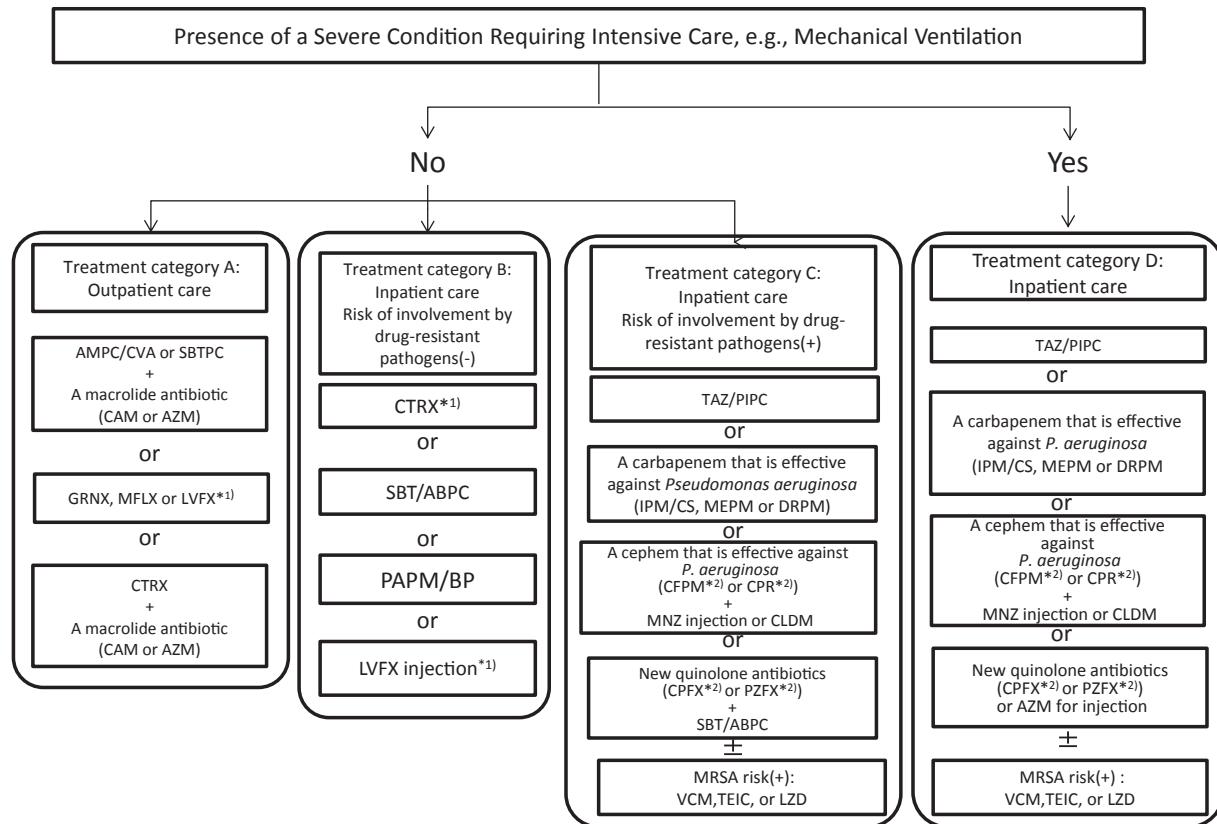 Presence of a Severe Condition Requiring Intensive Care, e.g., Mechanical Ventilation
No
Yes
Treatment category A:
Outpatient care
AMPC/CVA or SBTPC
+
A macrolide antibiotic
(CAM or AZM)
or
GRNX, MFLX or LVFX*1)
or
CTRX
+
A macrolide antibiotic
(CAM or AZM)
Treatment category B:
Inpatient care
Risk of involvement by
drug-resistant
pathogens(-)
CTRX*1)
or
SBT/ABPC
or
PAPM/BP
or
LVFX injection*1)
Treatment category C:
Inpatient care
Risk of involvement by drug-
resistant pathogens(+)
TAZ/PIPC
or
A carbapenem that is effective
against Pseudomonas aeruginosa
(IPM/CS, MEPM or DRPM)
or
A cephem that is effective against
P. aeruginosa
(CFPM*2) or CPR*2))
+
MNZ injection or CLDM
or
New quinolone antibiotics
(CPFX*2) or PZFX*2))
+
SBT/ABPC
±
MRSA risk(+):
VCM,TEIC, or LZD
Treatment category D:
Inpatient care
TAZ/PIPC
or
A carbapenem that is effective
against P. aeruginosa
(IPM/CS, MEPM or DRPM
or
A cephem that is effective
against
P. aeruginosa
(CFPM*2) or CPR*2))
+
MNZ injection or CLDM
or
New quinolone antibiotics
(CPFX*2) or PZFX*2))
or AZM for injection
±
MRSA risk(+) :
VCM,TEIC, or LZD